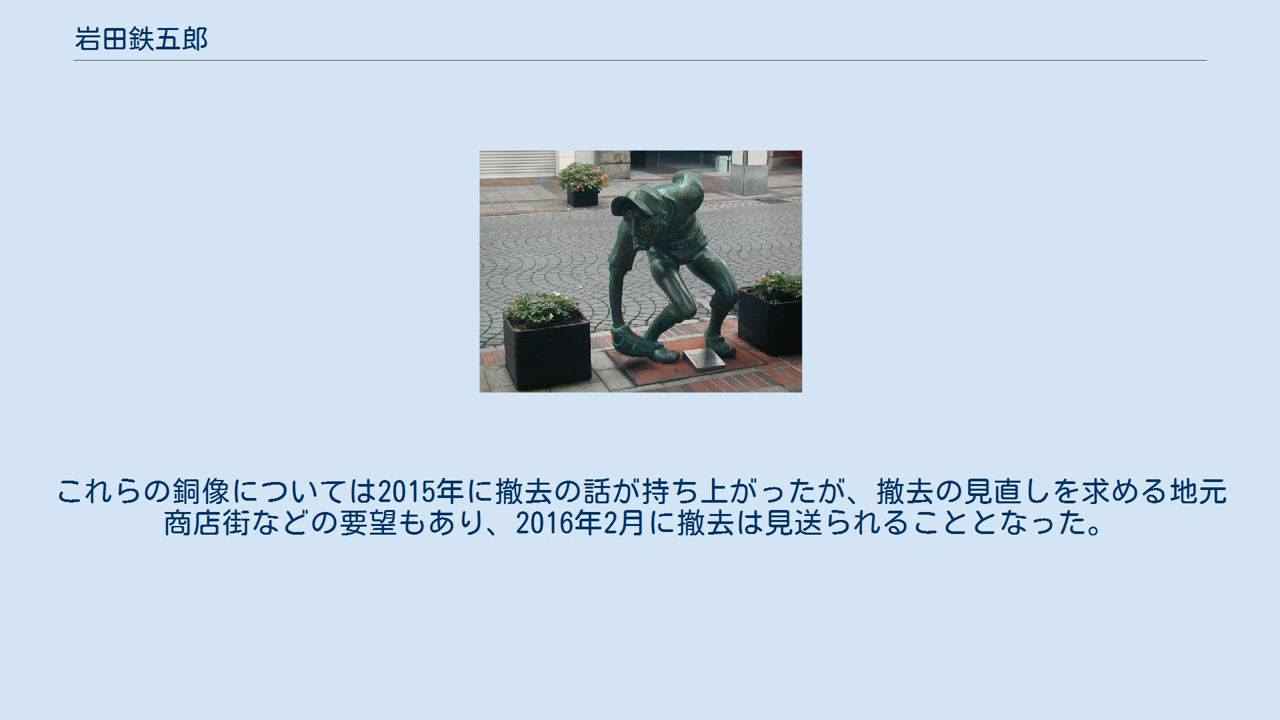 岩田鉄五郎
これらの銅像については2015年に撤去の話が持ち上がったが、撤去の見直しを求める地元
商店街などの要望もあり、2016年2月に撤去は見送られることとなった。